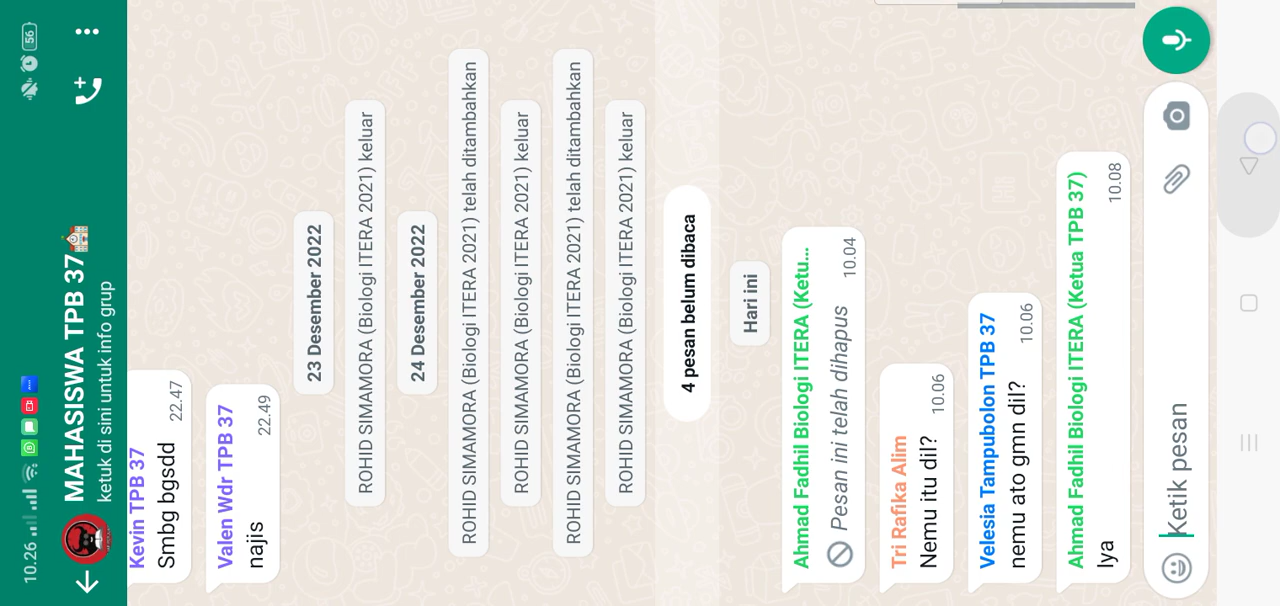 10.26
56
MAHASISWA TPB 37
ketuk di sini untuk info grup
Kevin TPB 37
Smbg bgsdd
22.47
Valen Wdr TPB 37
najis
22.49
23 Desember 2022
ROHID SIMAMORA (Biologi ITERA 2021) keluar
24 Desember 2022
ROHID SIMAMORA (Biologi ITERA 2021) telah ditambahkan
ROHID SIMAMORA (Biologi ITERA 2021) keluar
ROHID SIMAMORA (Biologi ITERA 2021) telah ditambahkan
ROHID SIMAMORA (Biologi ITERA 2021) keluar
4 pesan belum dibaca
Hari ini
Ahmad Fadhil Biologi ITERA (Ketu...
Pesan ini telah dihapus
10.04
Tri Rafika Alim
Nemu itu dil?
10.06
Velesia Tampubolon TPB 37
nemu ato gmn dil?
10.06
Ahmad Fadhil Biologi ITERA (Ketua TPB 37)
Iya
10.08
Ketik pesan